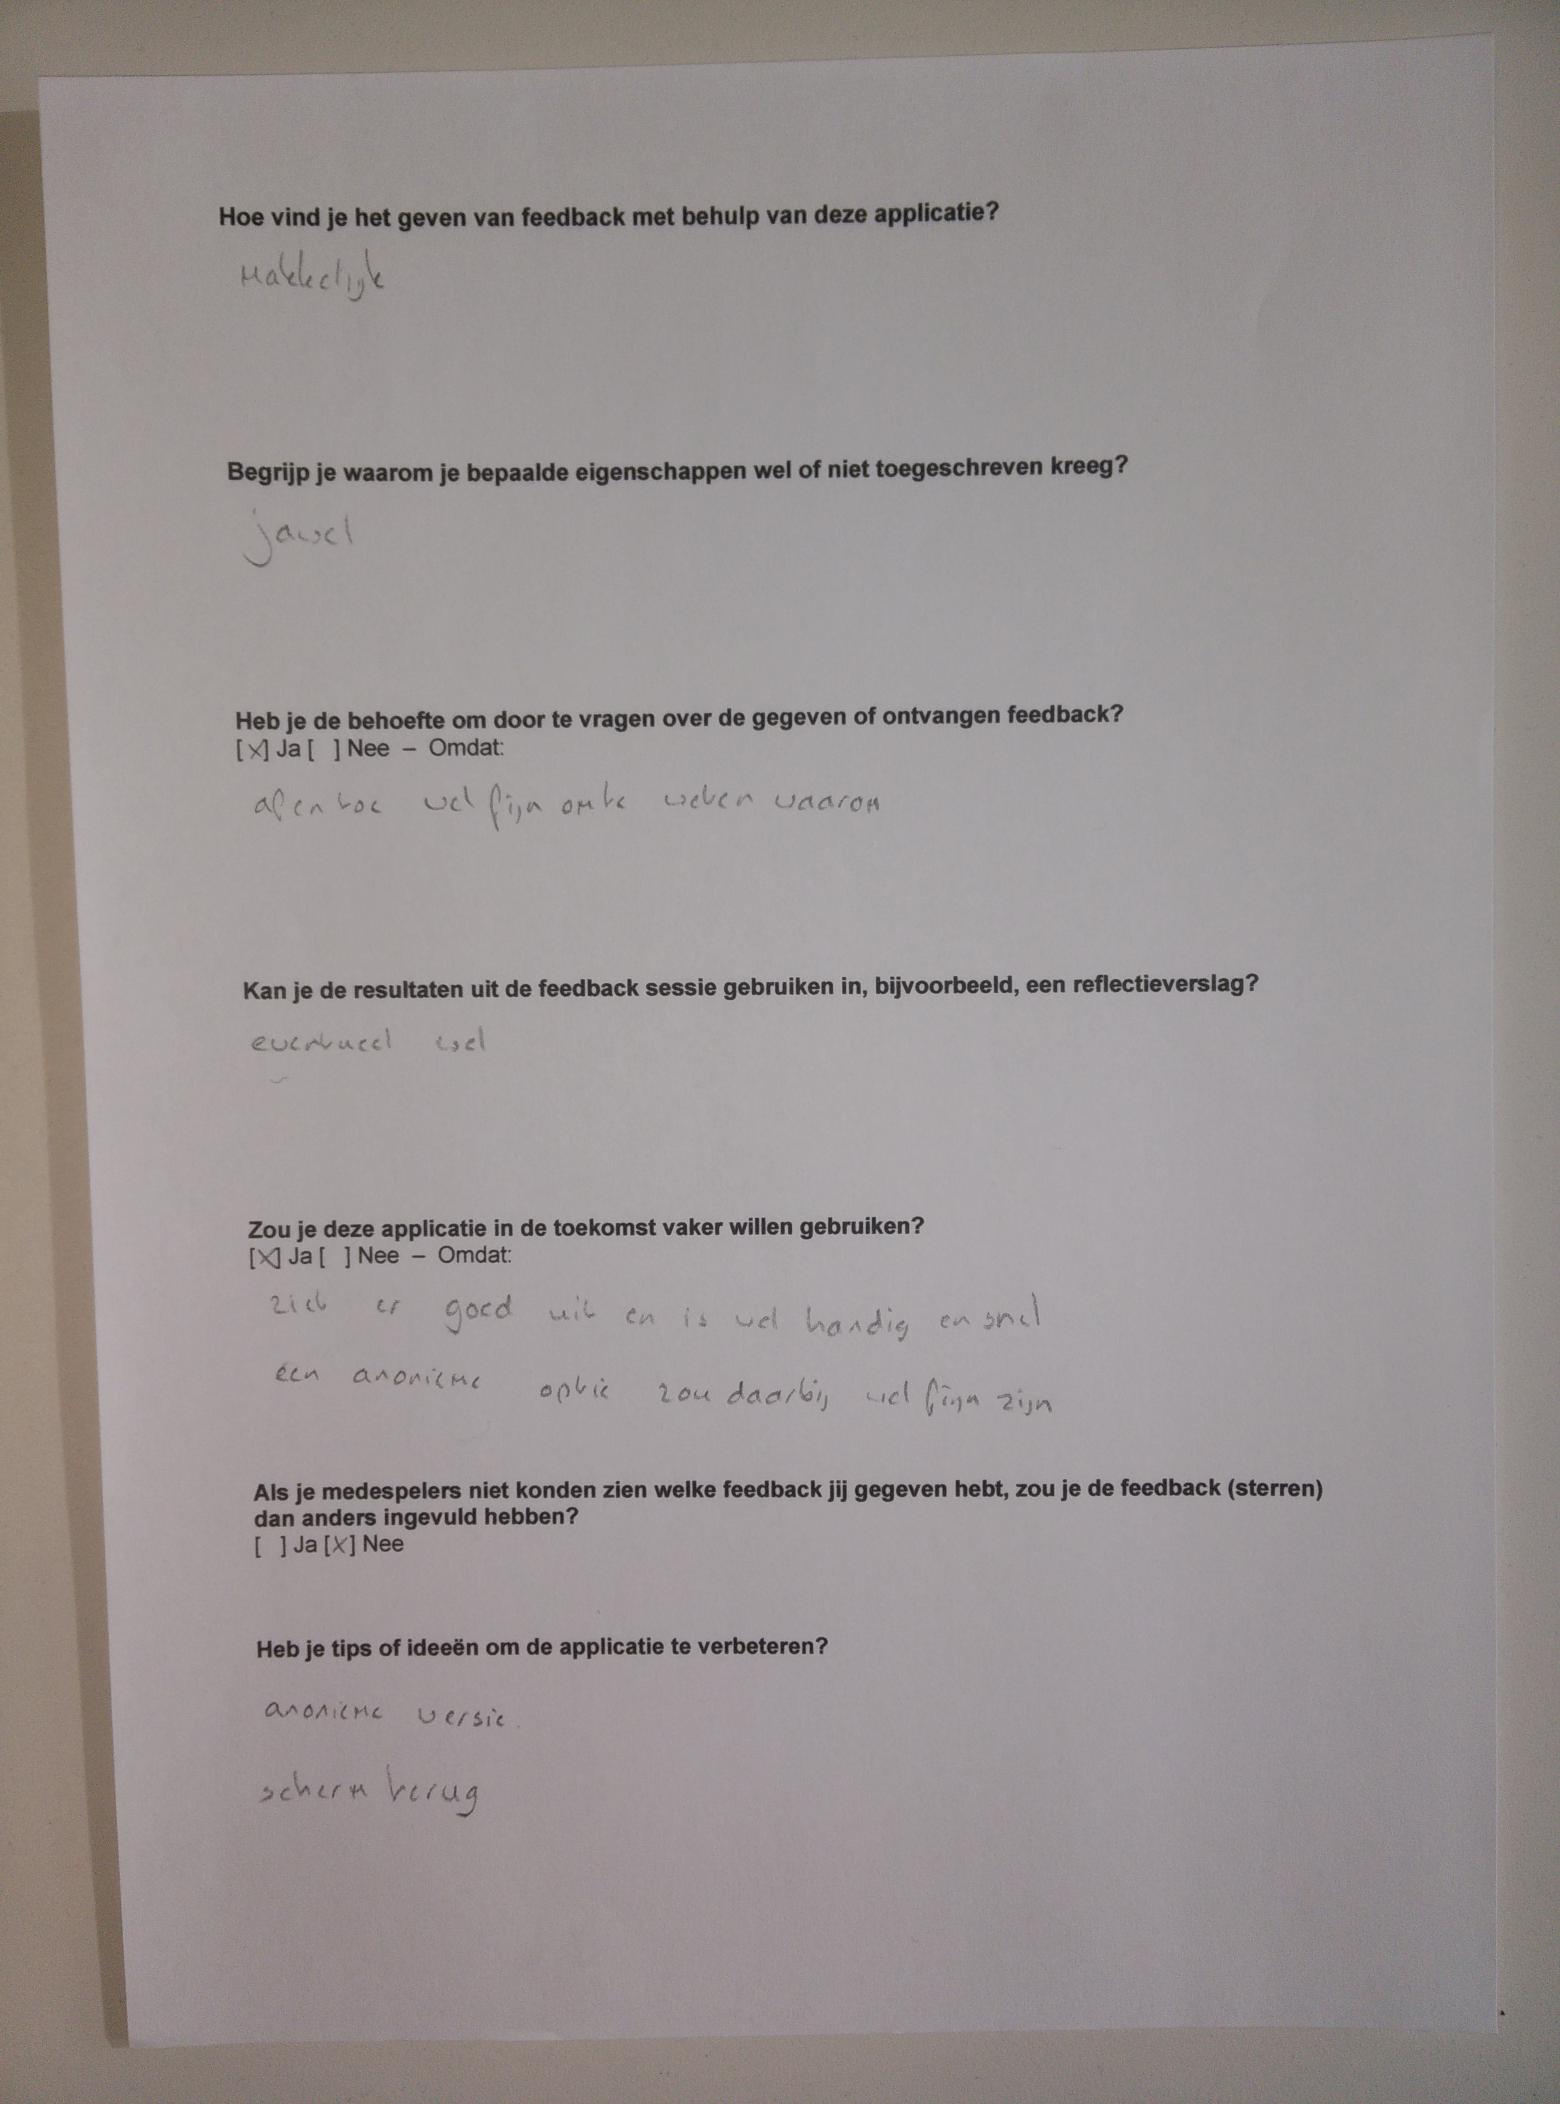 Hoe vind je het geven van feedback met behulp van deze applicatie?
Makkelijk
Begrijp je waarom je bepaalde eigenschappen wel of niet toegeschreven kreeg?
jawel
Heb je de behoefte om door te vragen over de gegeven of ontvangen feedback?
[X] Ja [ ] Nee – Omdat:
af en toe wel fijn om te weten waarom
Kan je de resultaten uit de feedback sessie gebruiken in, bijvoorbeeld, een reflectieverslag?
eventueel wel
Zou je deze applicatie in de toekomst vaker willen gebruiken?
[X] Ja [ ] Nee – Omdat:
ziet er goed uit en is wel handig en snel
een anonieme optie zou daarbij wel fijn zijn
Als je medespelers niet konden zien welke feedback jij gegeven hebt, zou je de feedback (sterren)
dan anders ingevuld hebben?
[ ] Ja [X] Nee
Heb je tips of ideeën om de applicatie te verbeteren?
anonieme versie.
scherm terug